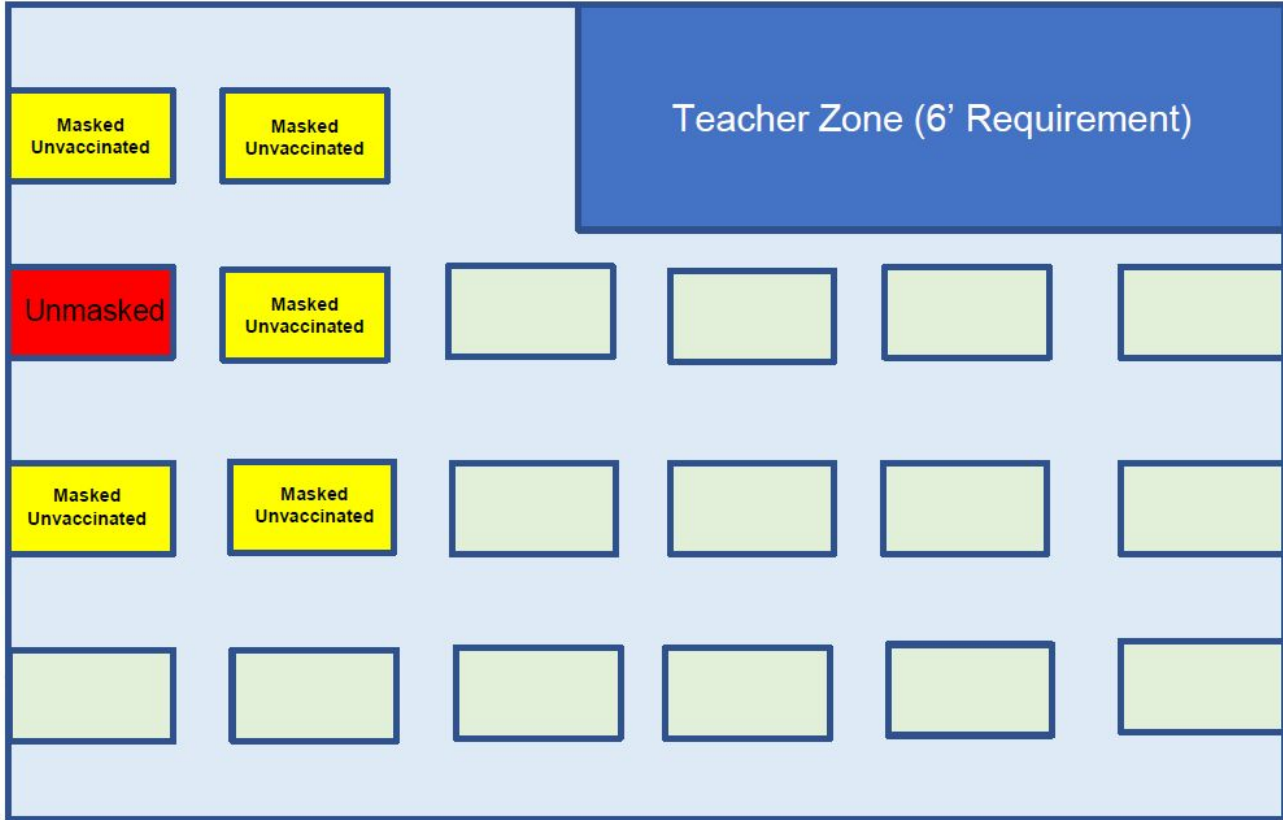 Teacher Zone (6’ Requirement)
Masked
Unvaccinated
Masked
Unvaccinated
Unmasked
Masked
Unvaccinated
Masked
Unvaccinated
Masked
Unvaccinated